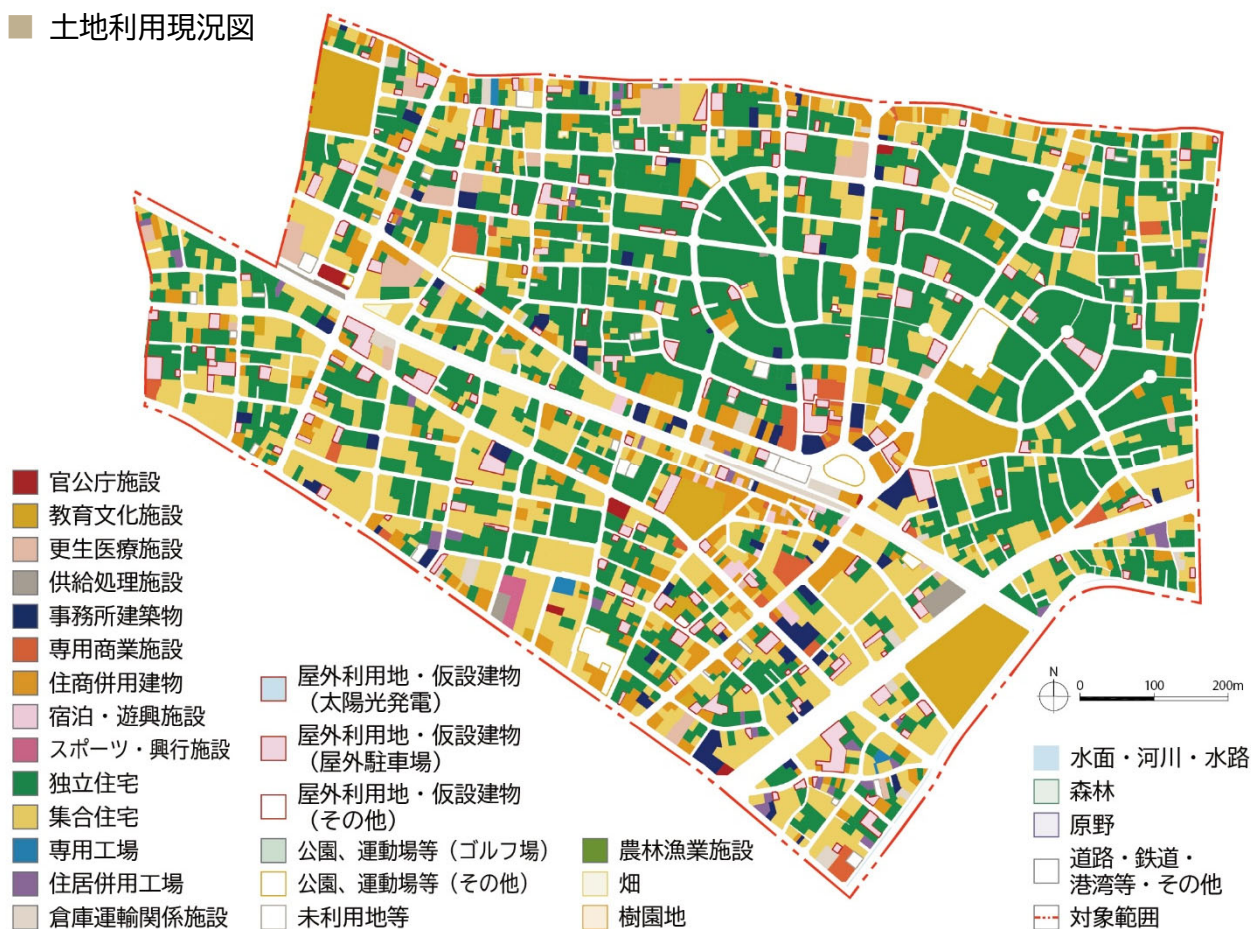 土地利用現況図
官公庁施設
教育文化施設
更生医療施設
供給処理施設
事務所建築物
専用商業施設
住商併用建物
宿泊・遊興施設
スポーツ・興行施設
独立住宅
集合住宅
専用工場
住居併用工場
倉庫運輸関係施設
屋外利用地・仮設建物
（太陽光発電）
屋外利用地・仮設建物
（屋外駐車場）
屋外利用地・仮設建物
（その他）
公園、運動場等（ゴルフ場）
公園、運動場等（その他）
未利用地等
農林漁業施設
畑
樹園地
N
0 100 200m
水面・河川・水路
森林
原野
道路・鉄道・
港湾等・その他
対象範囲